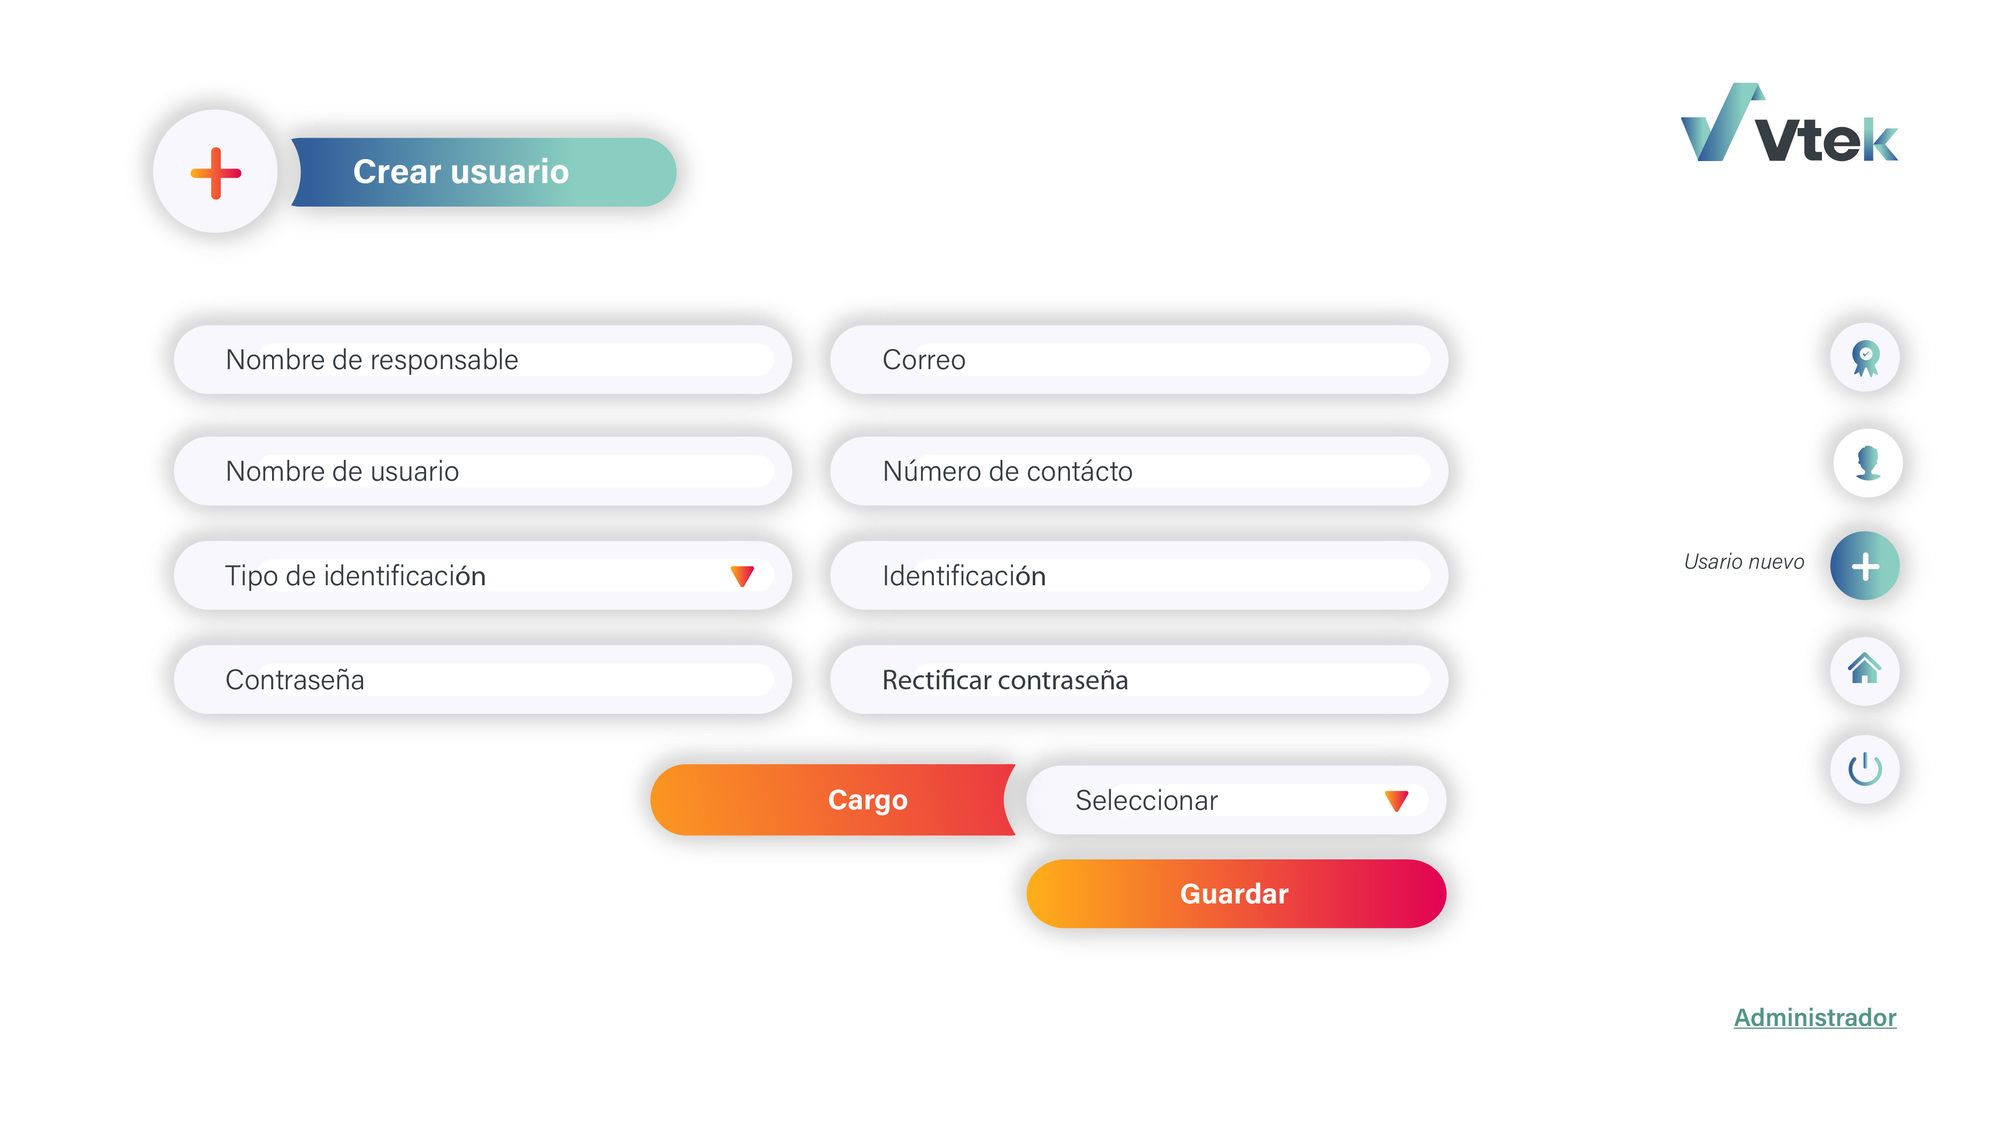 Crear usuario
Vtek
Nombre de responsable
Correo
Nombre de usuario
Número de contácto
Tipo de identificación
Identificación
Usario nuevo
Contraseña
Rectificar contraseña
Cargo
Seleccionar
Guardar
Administrador